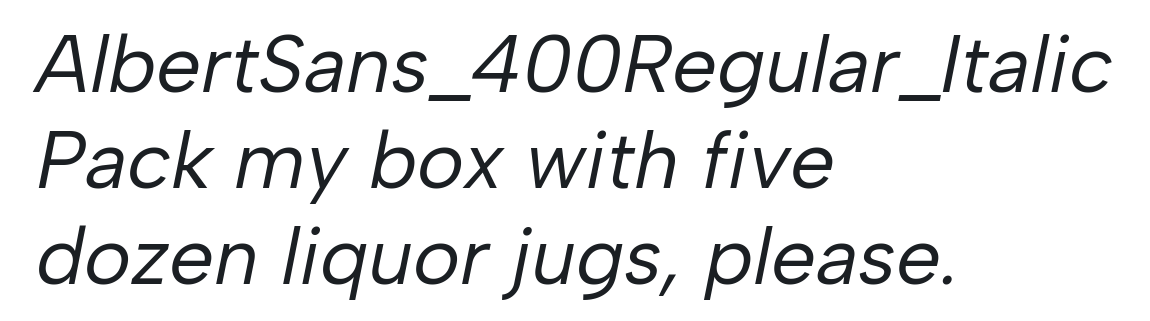 AlbertSans_400Regular_Italic
Pack my box with five
dozen liquor jugs, please.